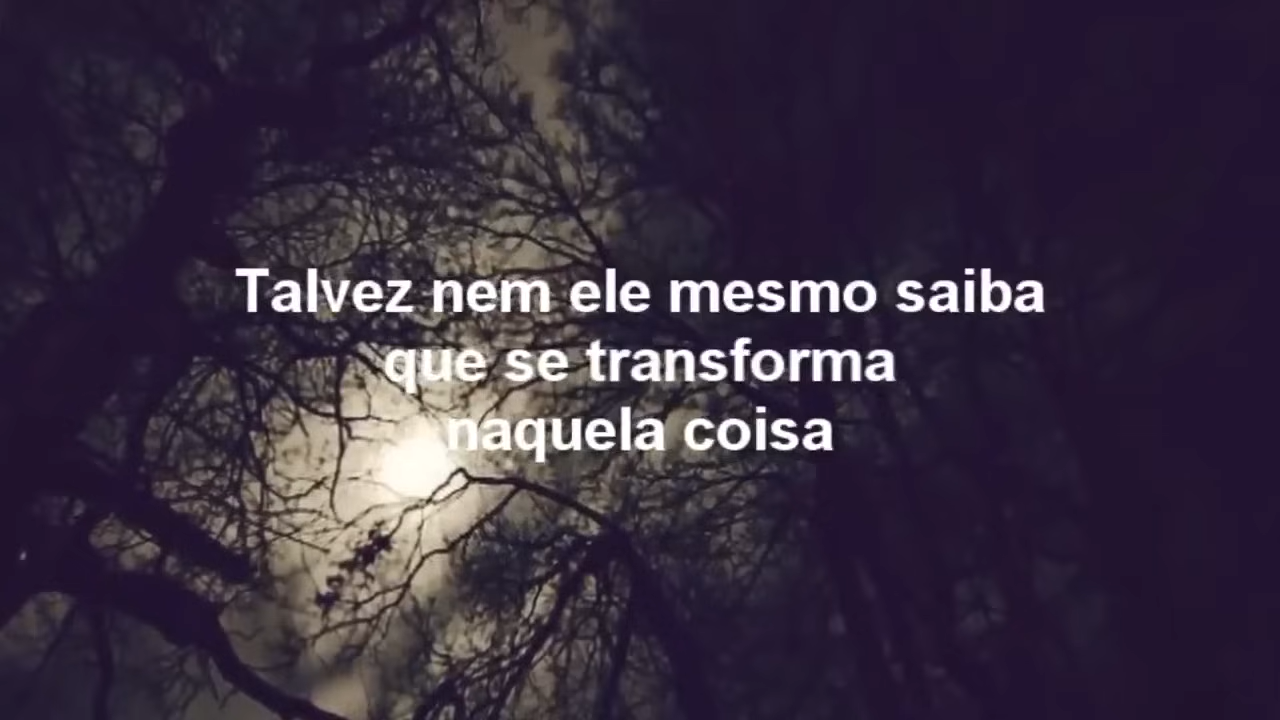 Talvez nem ele mesmo saiba
que se transforma
naquela coisa